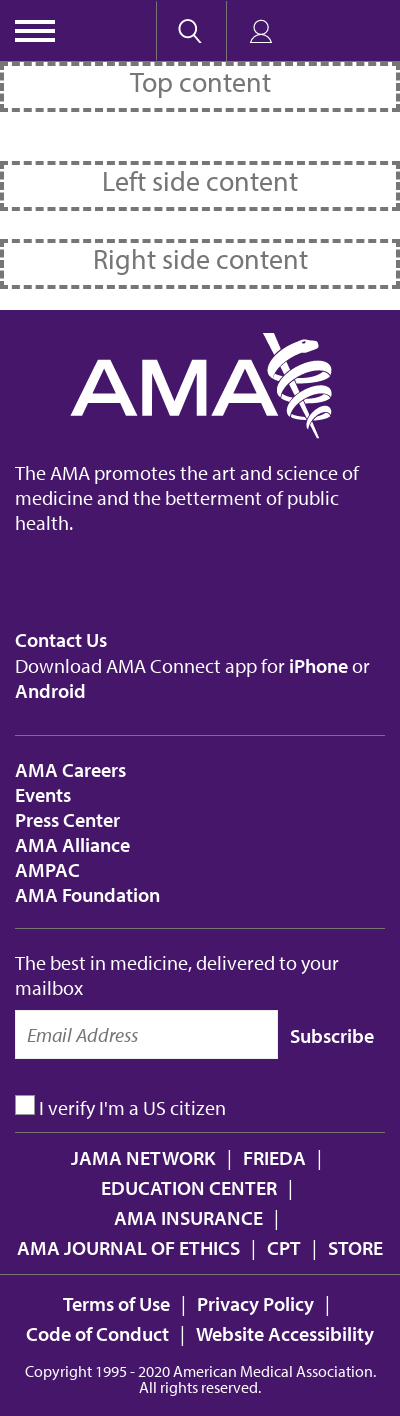 Top content
Left side content
Right side content
AMA
The AMA promotes the art and science of
medicine and the betterment of public
health.
Contact Us
Download AMA Connect app for iPhone or
Android
AMA Careers
Events
Press Center
AMA Alliance
AMPAC
AMA Foundation
The best in medicine, delivered to your
mailbox
Email Address
Subscribe
I verify I'm a US citizen
JAMA NETWORK | FRIEDA |
EDUCATION CENTER |
AMA INSURANCE |
AMA JOURNAL OF ETHICS | CPT | STORE
Terms of Use | Privacy Policy |
Code of Conduct | Website Accessibility
Copyright 1995 - 2020 American Medical Association.
All rights reserved.